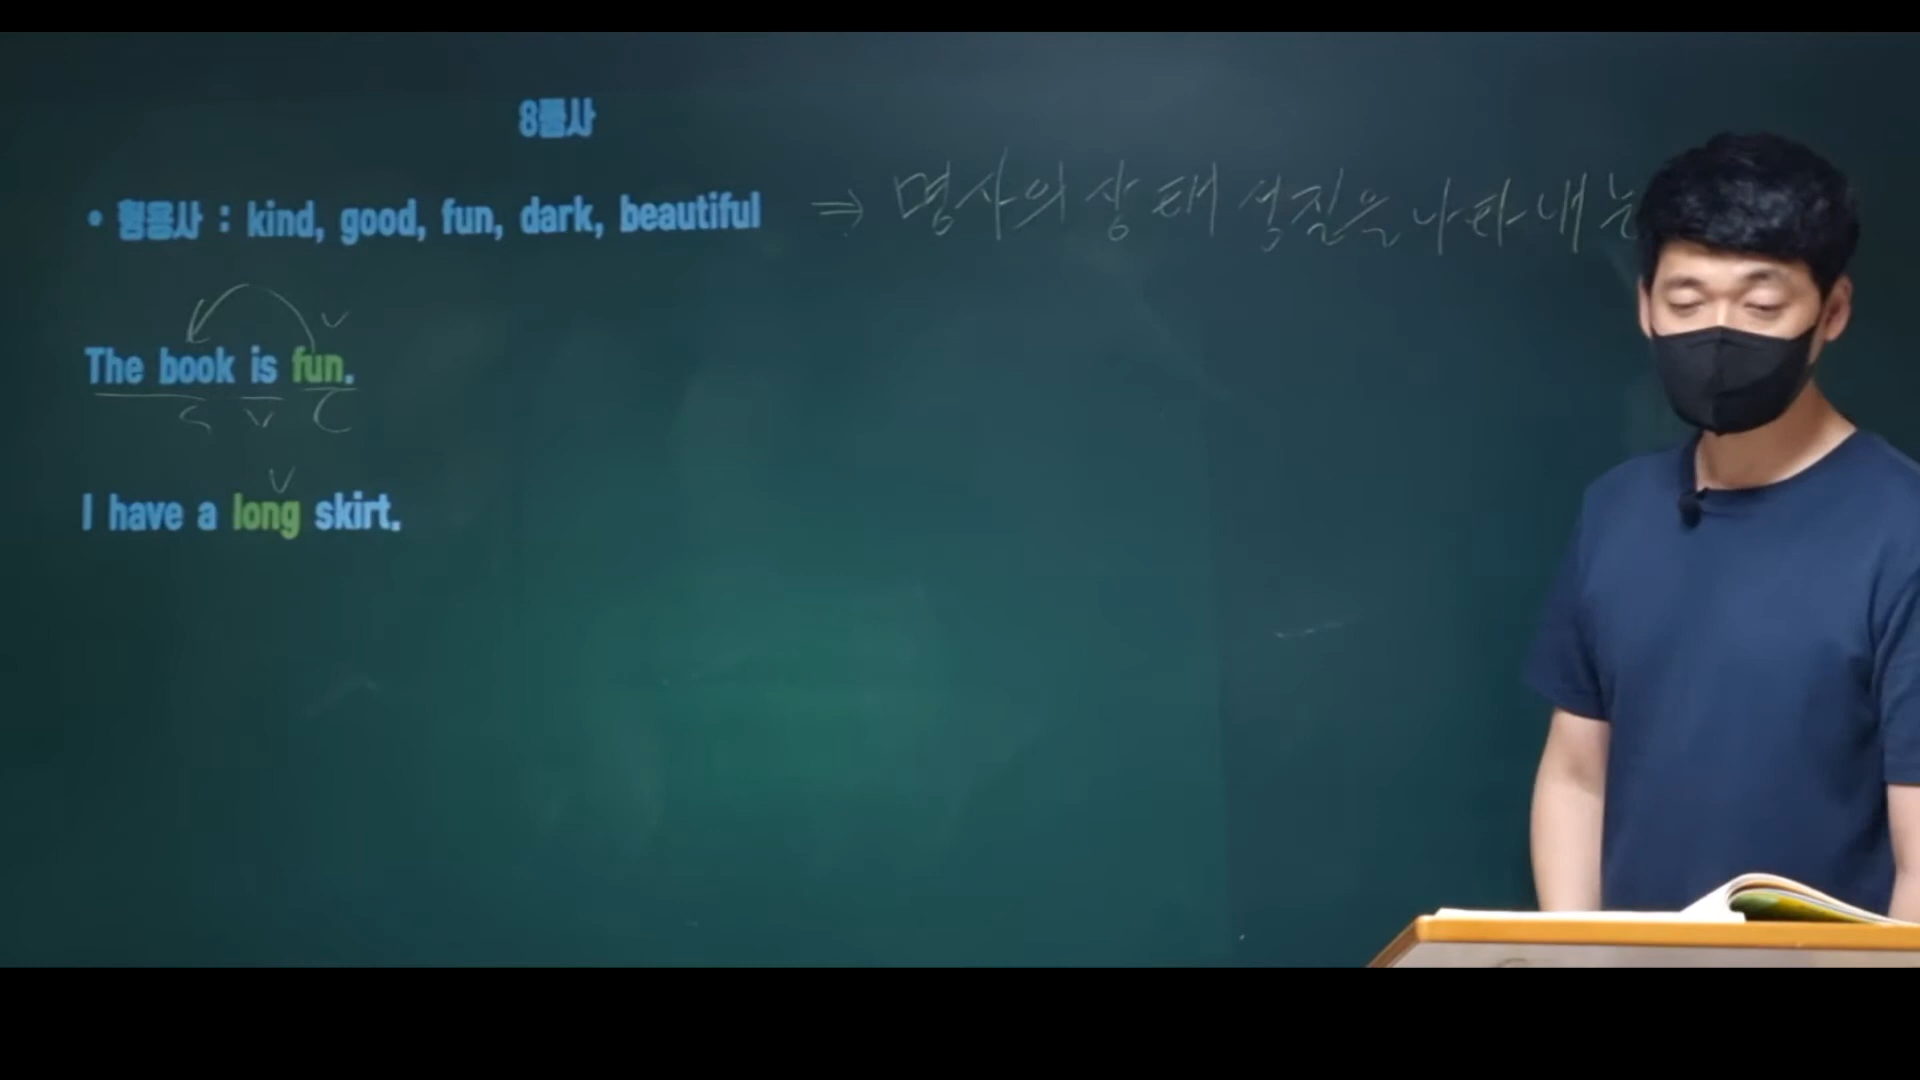 8품사
• 형용사 : kind, good, fun, dark, beautiful ⇒ 명사의 상태 성질을 나타내는
V
The book is fun.
S V C
V
I have a long skirt.